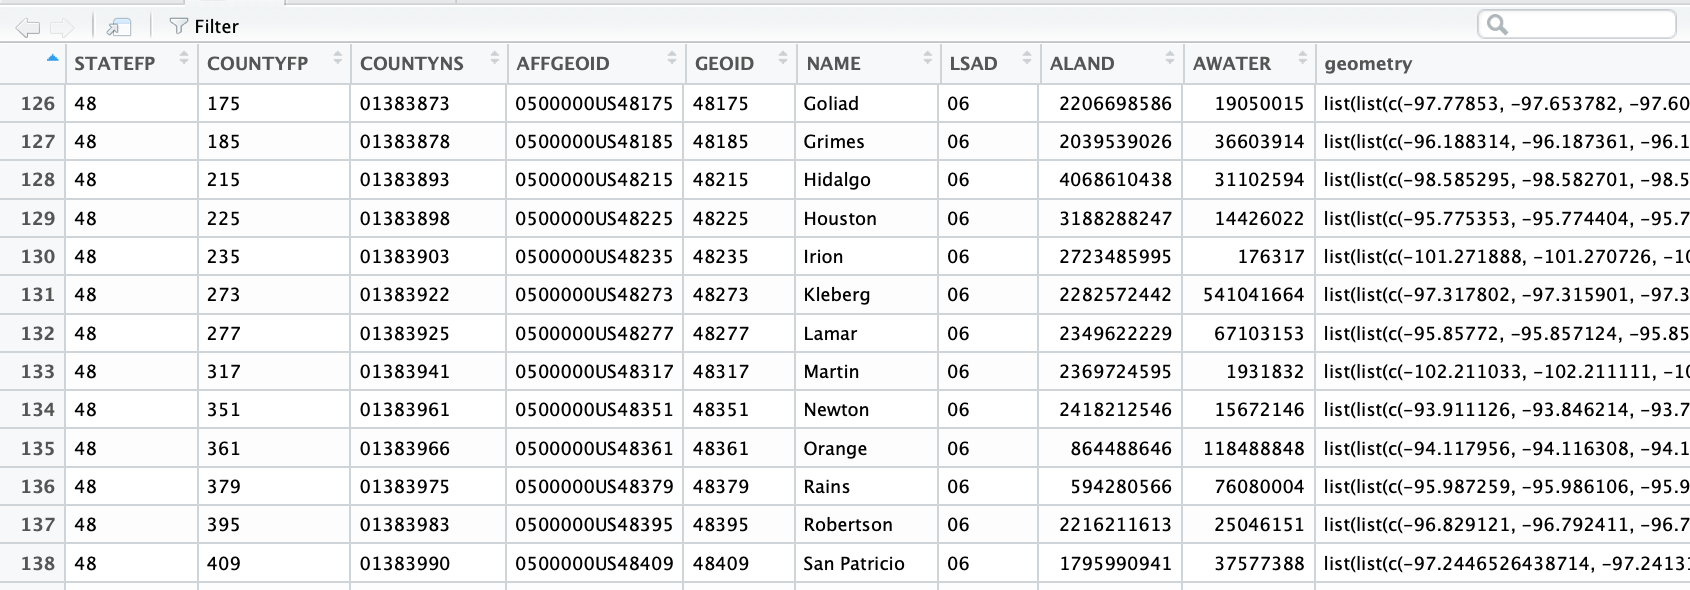 Filter
STATEFP COUNTYFP COUNTYNS AFFGEOID GEOID NAME LSAD ALAND AWATER geometry
126 48 175 01383873 0500000US48175 48175 Goliad 06 2206698586 19050015 list(list(c(-97.77853, -97.653782, -97.60
127 48 185 01383878 0500000US48185 48185 Grimes 06 2039539026 36603914 list(list(c(-96.188314, -96.187361, -96.1
128 48 215 01383893 0500000US48215 48215 Hidalgo 06 4068610438 31102594 list(list(c(-98.585295, -98.582701, -98.5
129 48 225 01383898 0500000US48225 48225 Houston 06 3188288247 14426022 list(list(c(-95.775353, -95.774404, -95.7
130 48 235 01383903 0500000US48235 48235 Irion 06 2723485995 176317 list(list(c(-101.271888, -101.270726, -10
131 48 273 01383922 0500000US48273 48273 Kleberg 06 2282572442 541041664 list(list(c(-97.317802, -97.315901, -97.3
132 48 277 01383925 0500000US48277 48277 Lamar 06 2349622229 67103153 list(list(c(-95.85772, -95.857124, -95.85
133 48 317 01383941 0500000US48317 48317 Martin 06 2369724595 1931832 list(list(c(-102.211033, -102.211111, -10
134 48 351 01383961 0500000US48351 48351 Newton 06 2418212546 15672146 list(list(c(-93.911126, -93.846214, -93.7
135 48 361 01383966 0500000US48361 48361 Orange 06 864488646 118488848 list(list(c(-94.117956, -94.116308, -94.1
136 48 379 01383975 0500000US48379 48379 Rains 06 594280566 76080004 list(list(c(-95.987259, -95.986106, -95.9
137 48 395 01383983 0500000US48395 48395 Robertson 06 2216211613 25046151 list(list(c(-96.829121, -96.792411, -96.7
138 48 409 01383990 0500000US48409 48409 San Patricio 06 1795990941 37577388 list(list(c(-97.2446526438714, -97.24131